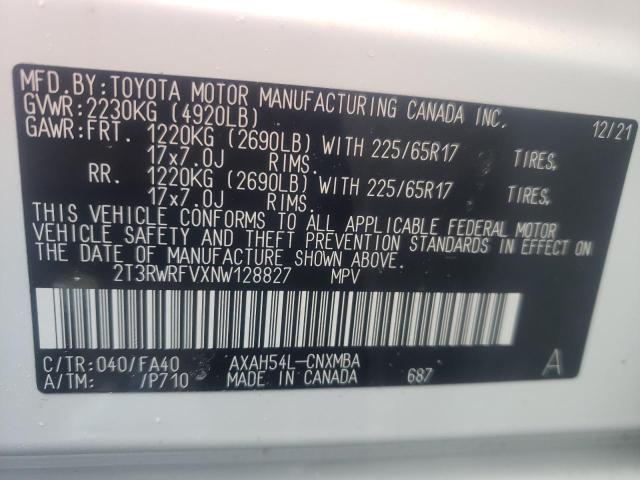 MFD.BY:TOYOTA MOTOR MANUFACTURING CANADA INC. 12/21
GVWR:2230KG (4920LB)
GAWR:FRT. 1220KG (2690LB) WITH 225/65R17 TIRES.
17x7.0J RIMS.
RR. 1220KG (2690LB) WITH 225/65R17 TIRES.
17x7.0J RIMS.
THIS VEHICLE CONFORMS TO ALL APPLICABLE FEDERAL MOTOR
VEHICLE SAFETY AND THEFT PREVENTION STANDARDS IN EFFECT ON
THE DATE OF MANUFACTURE SHOWN ABOVE.
2T3RWRFVXNW128827 MPV
C/TR:040/FA40 AXAH54L-CNXMBA A
A/TM: /P710 MADE IN CANADA 687